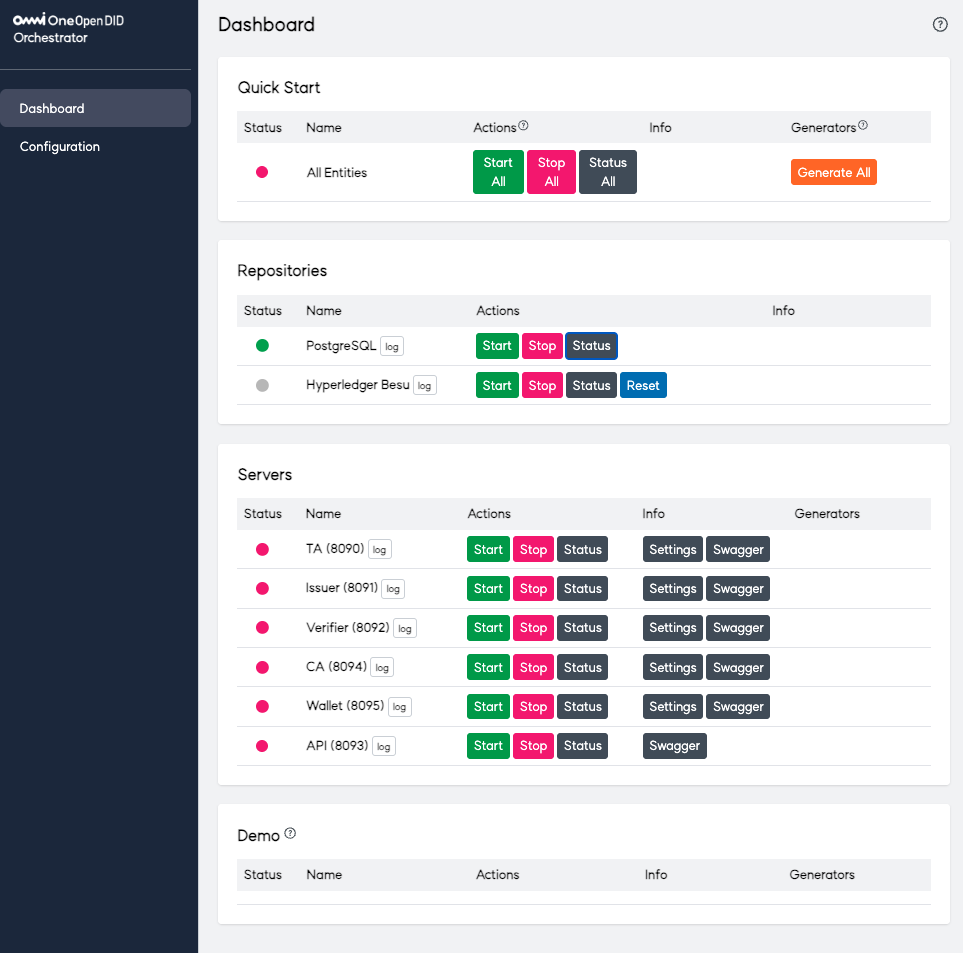 omni OneOpenDID
Orchestrator
Dashboard
Configuration
Dashboard
Quick Start
Status Name Actions Info Generators
All Entities Start All Stop All Status All Generate All
Repositories
Status Name Actions Info
PostgreSQL log Start Stop Status
Hyperledger Besu log Start Stop Status Reset
Servers
Status Name Actions Info Generators
TA (8090) log Start Stop Status Settings Swagger
Issuer (8091) log Start Stop Status Settings Swagger
Verifier (8092) log Start Stop Status Settings Swagger
CA (8094) log Start Stop Status Settings Swagger
Wallet (8095) log Start Stop Status Settings Swagger
API (8093) log Start Stop Status Swagger
Demo
Status Name Actions Info Generators